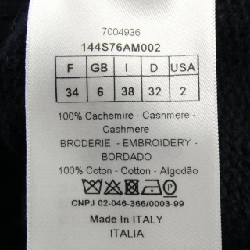 7004936
144S76AM002
F GB I D USA
34 6 38 32 2
100% Cachemire - Cashmere -
Cashmere
BRODERIE - EMBROIDERY -
BORDADO
100% Coton - Cotton - Algodão
CNPJ 02-046-366/0003-99
Made in ITALY
ITALIA